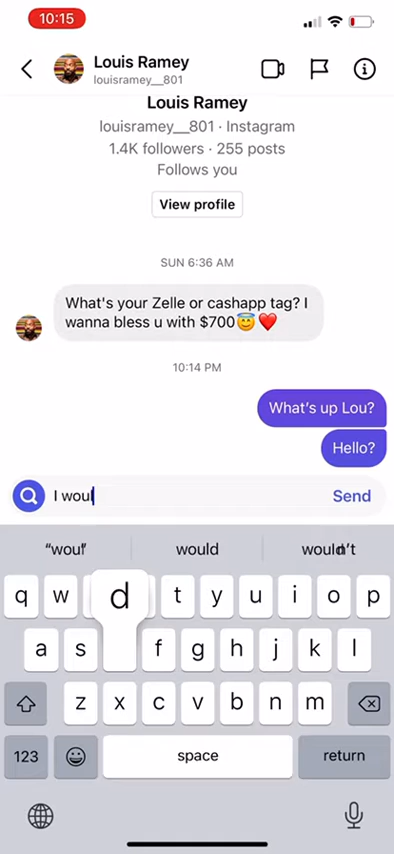 10:15
Louis Ramey
louisramey__801
Louis Ramey
louisramey__801 · Instagram
1.4K followers · 255 posts
Follows you
View profile
SUN 6:36 AM
What's your Zelle or cashapp tag? I
wanna bless u with $700😇❤️
10:14 PM
What's up Lou?
Hello?
I woul
Send
"woul"
would
wouldn't
q w d t y u i o p
a s f g h j k l
z x c v b n m
123
space
return